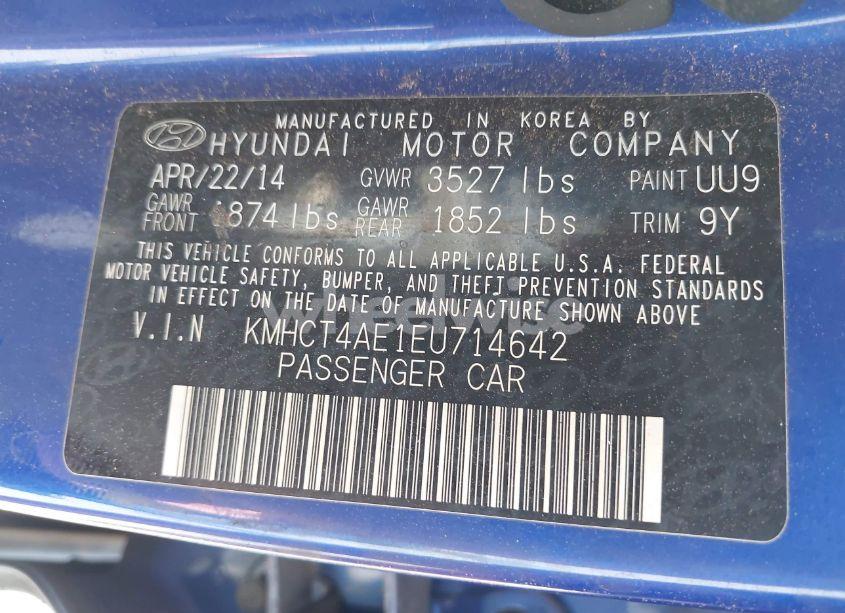 MANUFACTURED IN KOREA BY
HYUNDAI MOTOR COMPANY
APR/22/14 GVWR 3527 lbs PAINT UU9
GAWR FRONT 1874 lbs GAWR REAR 1852 lbs TRIM 9Y
THIS VEHICLE CONFORMS TO ALL APPLICABLE U.S.A. FEDERAL
MOTOR VEHICLE SAFETY, BUMPER, AND THEFT PREVENTION STANDARDS
IN EFFECT ON THE DATE OF MANUFACTURE SHOWN ABOVE
wheelwise
V.I.N KMHCT4AE1EU714642
PASSENGER CAR